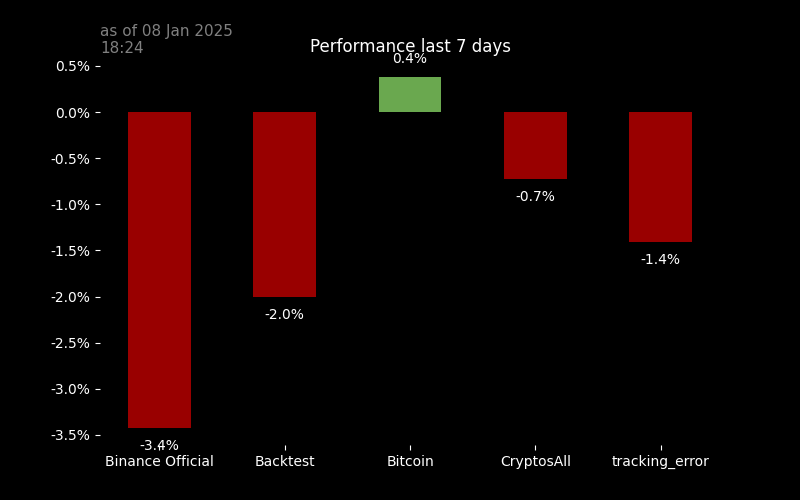 as of 08 Jan 2025
18:24
Performance last 7 days
0.4%
0.5%
0.0%
-0.5%
-0.7%
-1.0%
-1.5%
-1.4%
-2.0%
-2.0%
-2.5%
-3.0%
-3.5%
-3.4%
Binance Official
Backtest
Bitcoin
CryptosAll
tracking_error